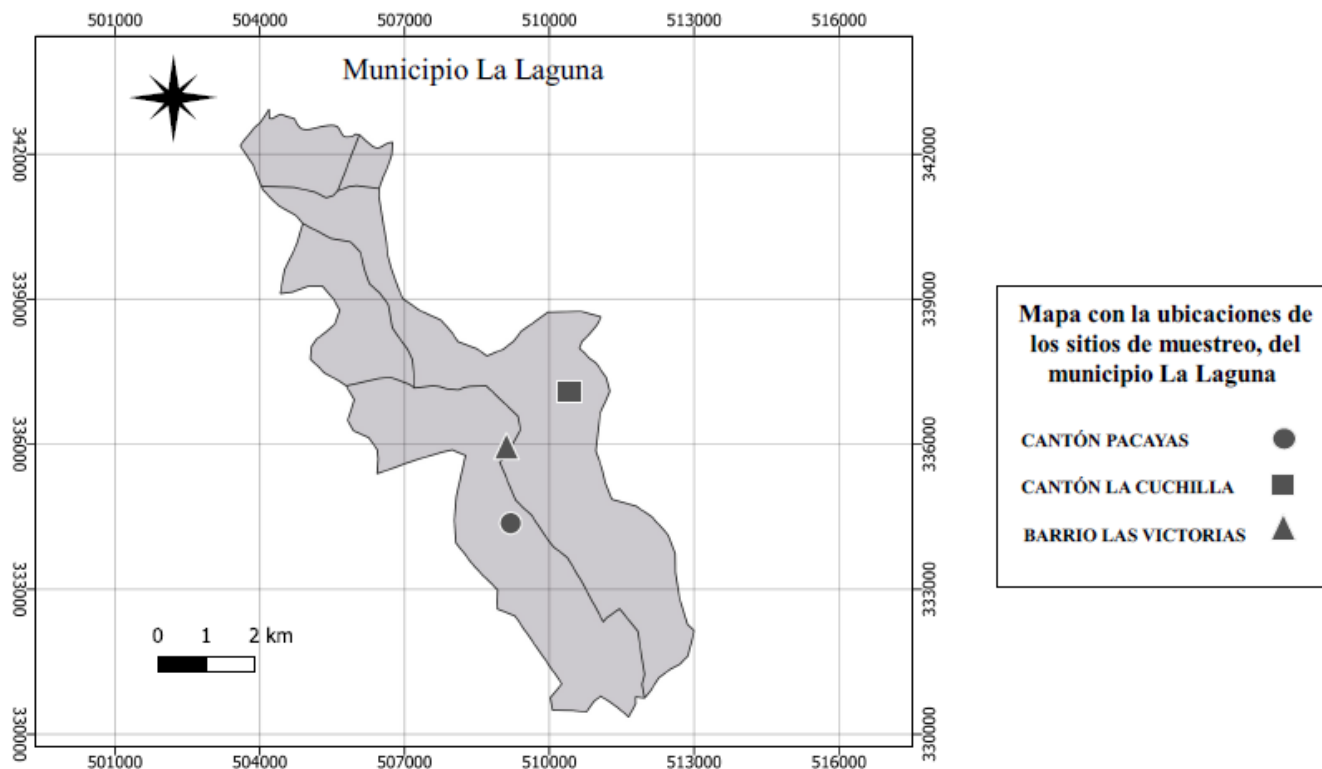 501000 504000 507000 510000 513000 516000
Municipio La Laguna
342000 342000
339000 339000
336000 336000
333000 333000
330000 330000
0 1 2 km
501000 504000 507000 510000 513000 516000
Mapa con la ubicaciones de
los sitios de muestreo, del
municipio La Laguna
CANTÓN PACAYAS
CANTÓN LA CUCHILLA
BARRIO LAS VICTORIAS